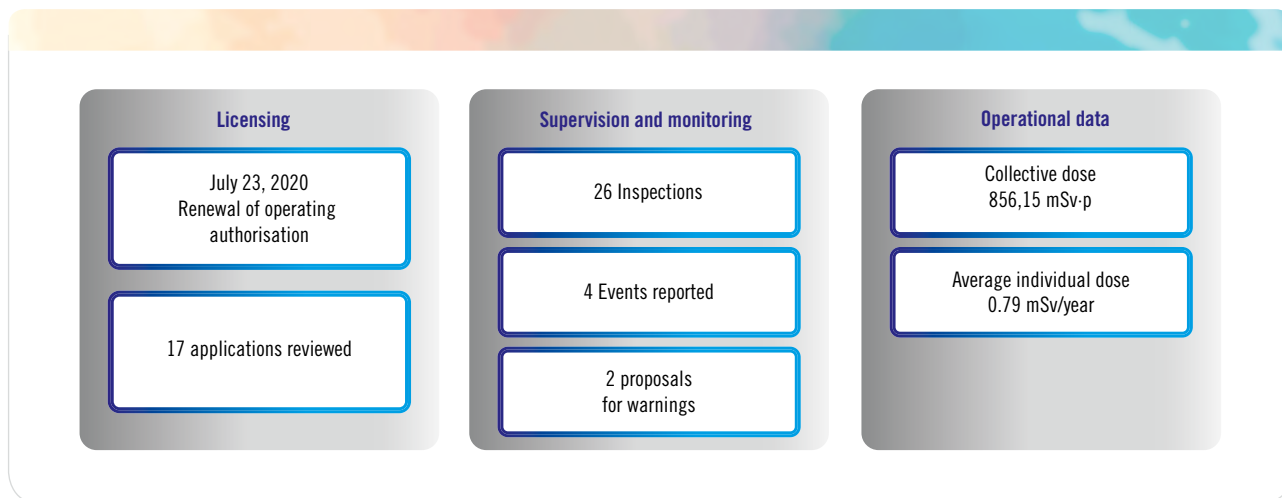 Licensing
July 23, 2020
Renewal of operating
authorisation
17 applications reviewed
Supervision and monitoring
26 Inspections
4 Events reported
2 proposals
for warnings
Operational data
Collective dose
856,15 mSv·p
Average individual dose
0.79 mSv/year